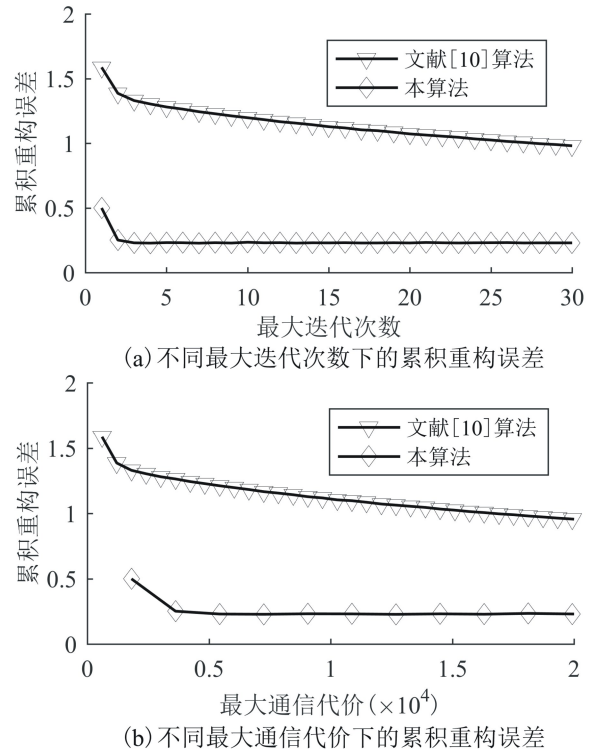 2
1.5
1
0.5
0
累积重构误差
文献[10]算法
本算法
0 5 10 15 20 25 30
最大迭代次数
(a)不同最大迭代次数下的累积重构误差
2
1.5
1
0.5
0
累积重构误差
文献[10]算法
本算法
0 0.5 1 1.5 2
最大通信代价(×10⁴)
(b)不同最大通信代价下的累积重构误差